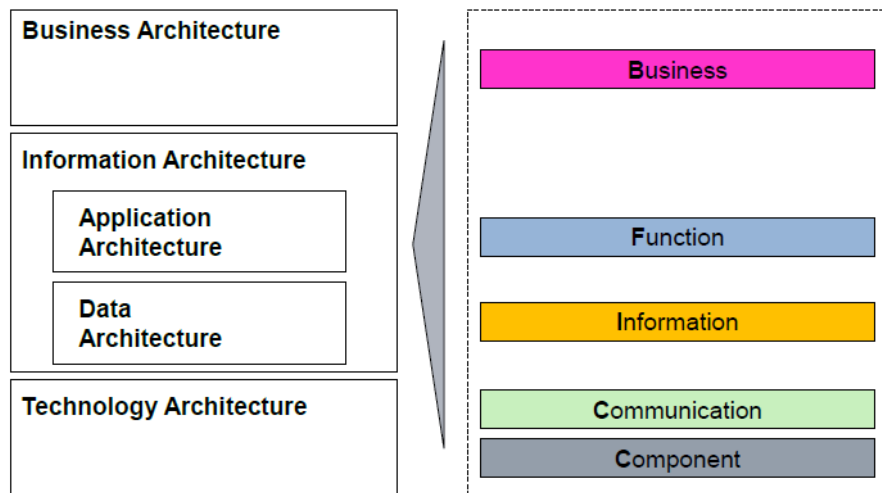 Business Architecture
Information Architecture
Application
Architecture
Data
Architecture
Technology Architecture
Business
Function
Information
Communication
Component